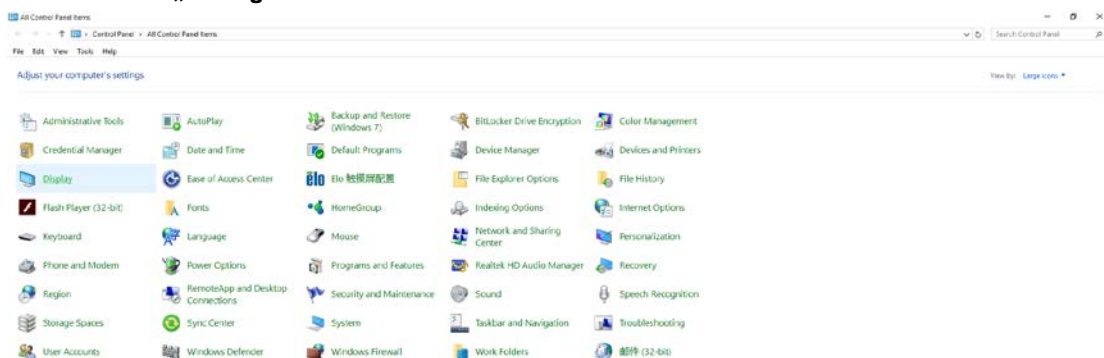 All Control Panel Items
Control Panel › All Control Panel Items
Search Control Panel
File Edit View Tools Help
Adjust your computer's settings
View by: Large icons
Administrative Tools
AutoPlay
Backup and Restore
(Windows 7)
BitLocker Drive Encryption
Color Management
Credential Manager
Date and Time
Default Programs
Device Manager
Devices and Printers
Display
Ease of Access Center
elo Elo 触摸屏配置
File Explorer Options
File History
Flash Player (32-bit)
Fonts
HomeGroup
Indexing Options
Internet Options
Keyboard
Language
Mouse
Network and Sharing
Center
Personalization
Phone and Modem
Power Options
Programs and Features
Realtek HD Audio Manager
Recovery
Region
RemoteApp and Desktop
Connections
Security and Maintenance
Sound
Speech Recognition
Storage Spaces
Sync Center
System
Taskbar and Navigation
Troubleshooting
User Accounts
Windows Defender
Windows Firewall
Work Folders
邮件 (32-bit)